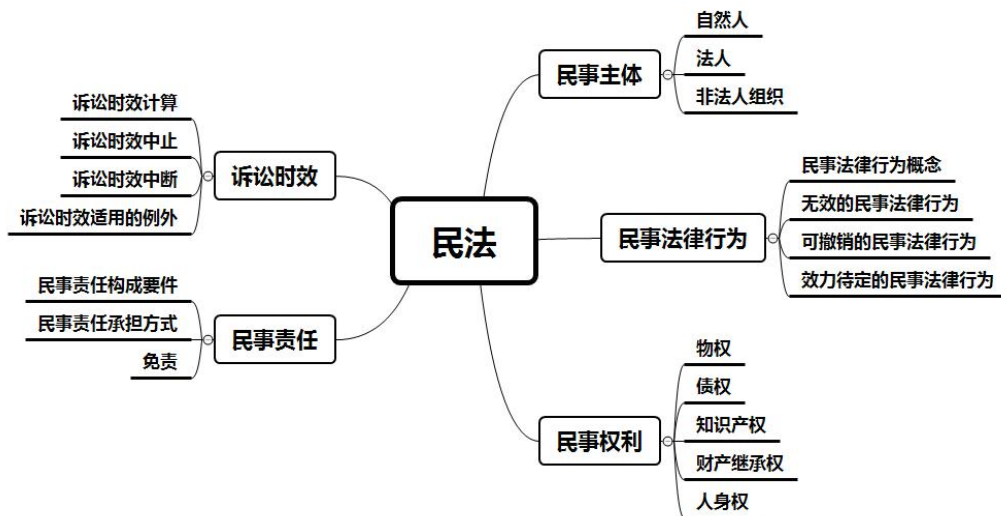 民法
民事主体
自然人
法人
非法人组织
民事法律行为
民事法律行为概念
无效的民事法律行为
可撤销的民事法律行为
效力待定的民事法律行为
民事权利
物权
债权
知识产权
财产继承权
人身权
诉讼时效
诉讼时效计算
诉讼时效中止
诉讼时效中断
诉讼时效适用的例外
民事责任
民事责任构成要件
民事责任承担方式
免责